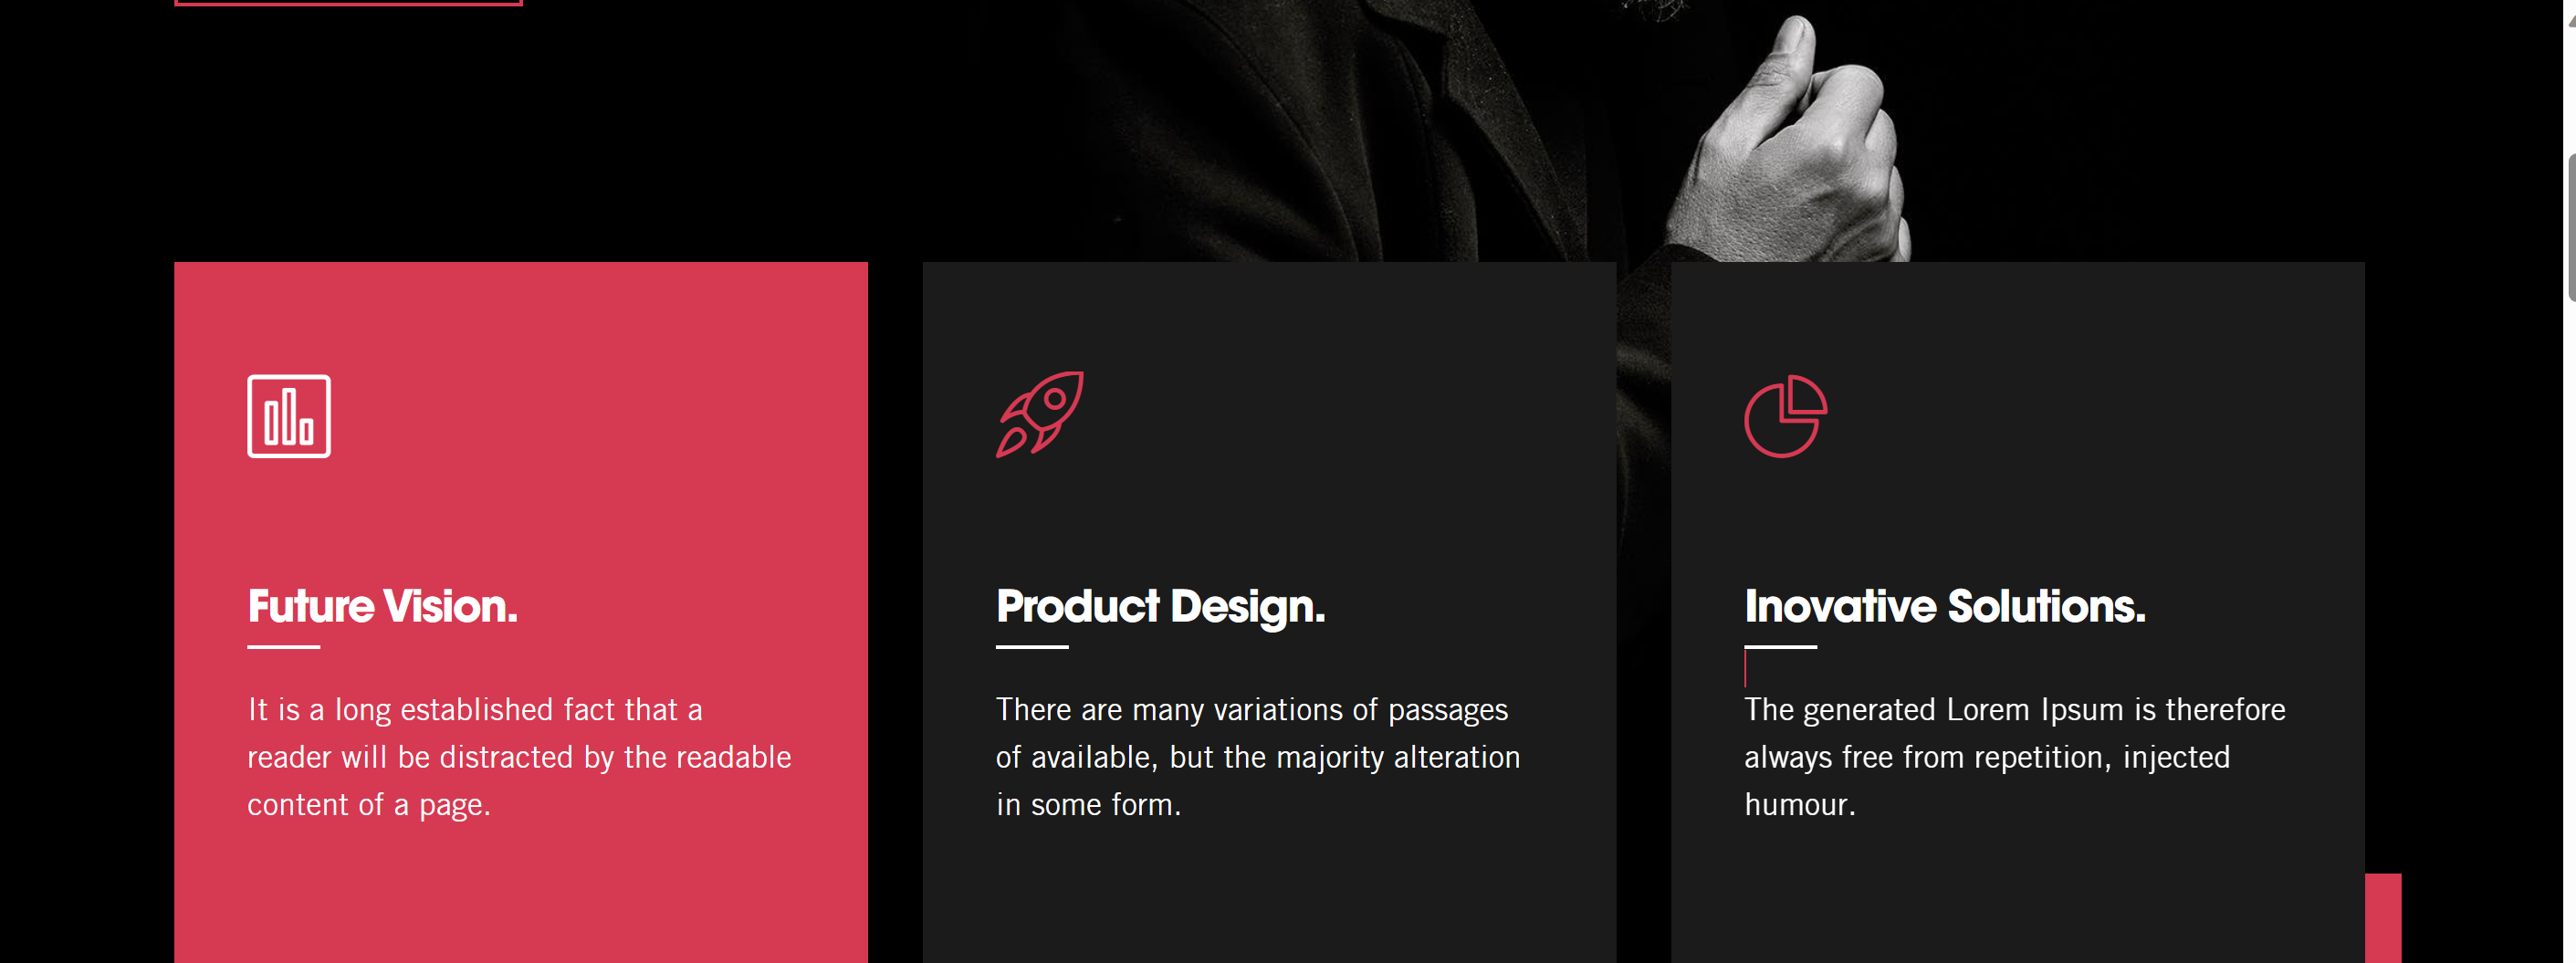 Future Vision.
It is a long established fact that a
reader will be distracted by the readable
content of a page.
Product Design.
There are many variations of passages
of available, but the majority alteration
in some form.
Inovative Solutions.
The generated Lorem Ipsum is therefore
always free from repetition, injected
humour.